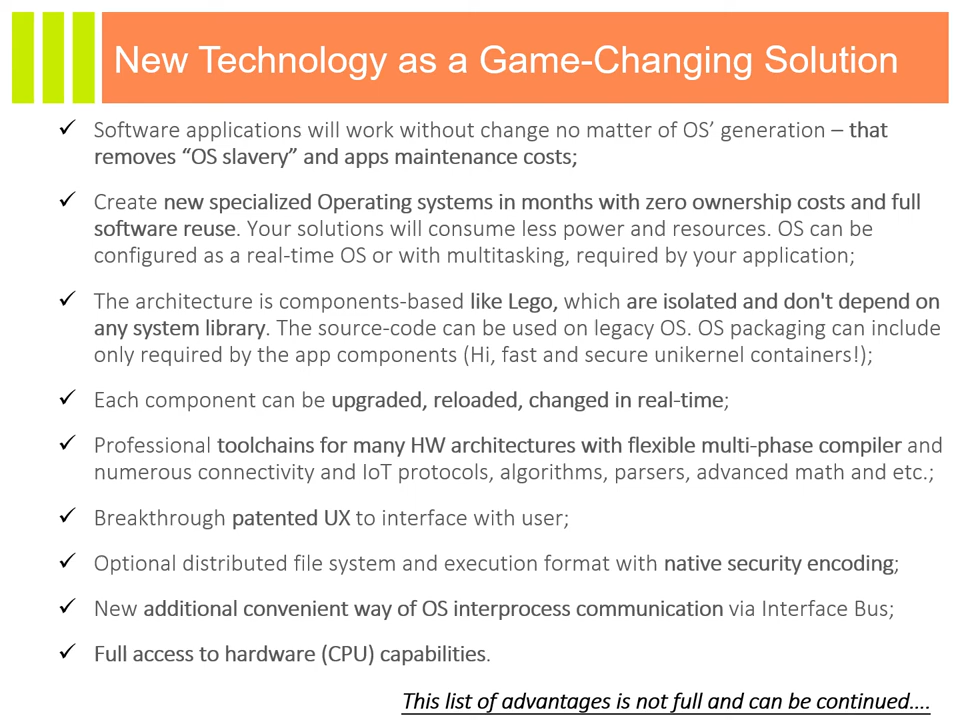 New Technology as a Game-Changing Solution
✓ Software applications will work without change no matter of OS’ generation – that
removes “OS slavery” and apps maintenance costs;
✓ Create new specialized Operating systems in months with zero ownership costs and full
software reuse. Your solutions will consume less power and resources. OS can be
configured as a real-time OS or with multitasking, required by your application;
✓ The architecture is components-based like Lego, which are isolated and don't depend on
any system library. The source-code can be used on legacy OS. OS packaging can include
only required by the app components (Hi, fast and secure unikernel containers!);
✓ Each component can be upgraded, reloaded, changed in real-time;
✓ Professional toolchains for many HW architectures with flexible multi-phase compiler and
numerous connectivity and IoT protocols, algorithms, parsers, advanced math and etc.;
✓ Breakthrough patented UX to interface with user;
✓ Optional distributed file system and execution format with native security encoding;
✓ New additional convenient way of OS interprocess communication via Interface Bus;
✓ Full access to hardware (CPU) capabilities.
This list of advantages is not full and can be continued....